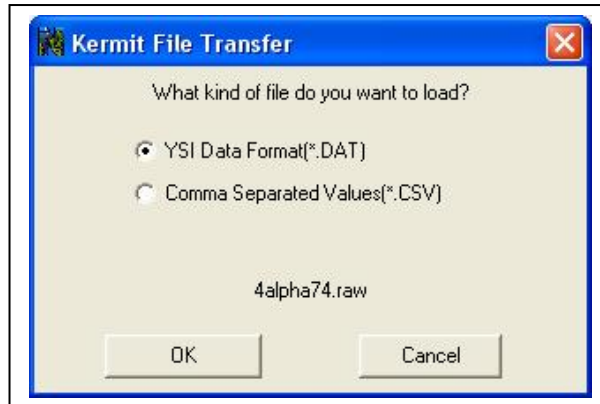 Kermit File Transfer
What kind of file do you want to load?
YSI Data Format(*.DAT)
Comma Separated Values(*.CSV)
4alpha74.raw
OK Cancel